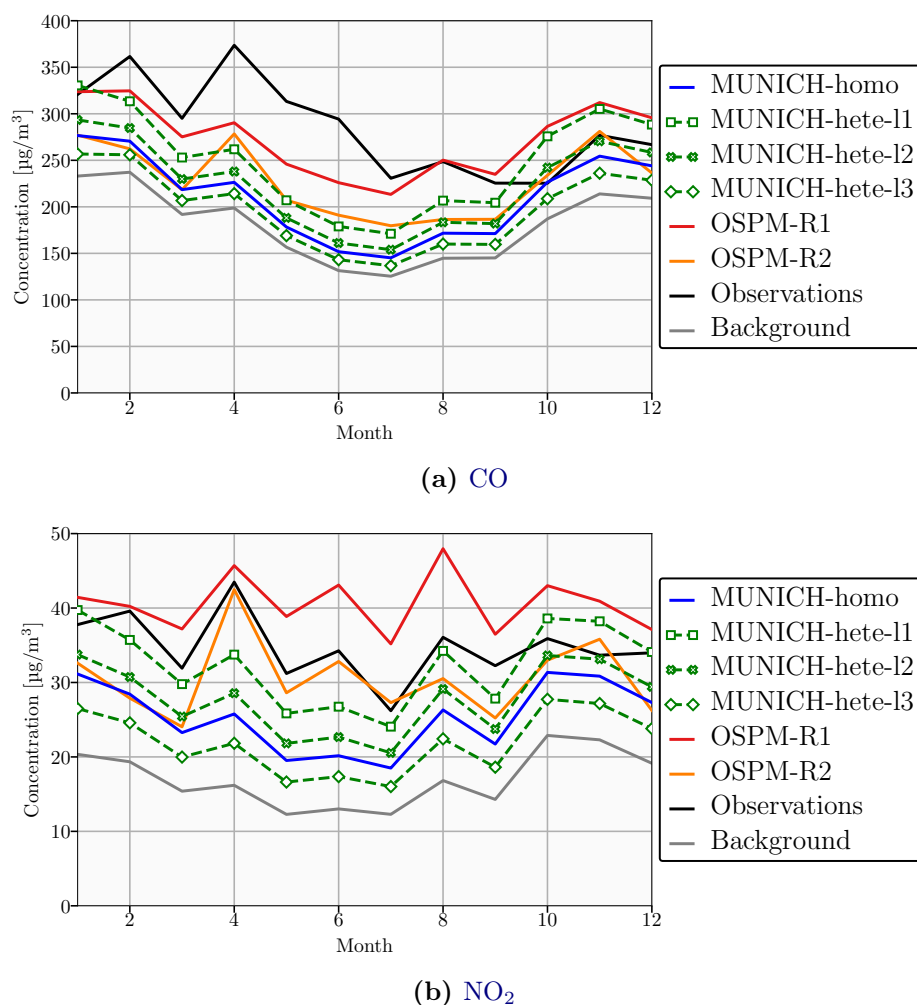 400
350
300
250
200
150
100
50
0
Concentration [µg/m³]
2 4 6 8 10 12
Month
MUNICH-homo
MUNICH-hete-l1
MUNICH-hete-l2
MUNICH-hete-l3
OSPM-R1
OSPM-R2
Observations
Background
(a) CO
50
40
30
20
10
0
Concentration [µg/m³]
2 4 6 8 10 12
Month
MUNICH-homo
MUNICH-hete-l1
MUNICH-hete-l2
MUNICH-hete-l3
OSPM-R1
OSPM-R2
Observations
Background
(b) NO₂